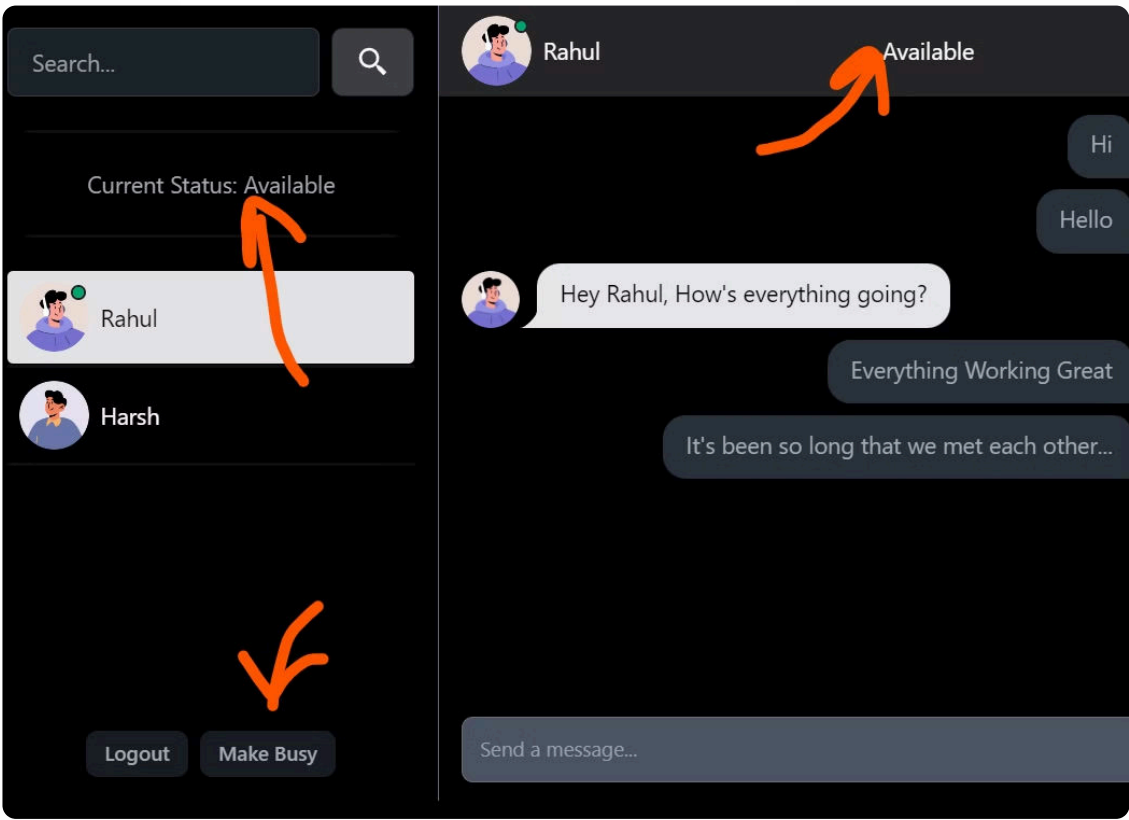 Search...
Current Status: Available
Rahul
Harsh
Logout
Make Busy
Rahul
Available
Hi
Hello
Hey Rahul, How's everything going?
Everything Working Great
It's been so long that we met each other...
Send a message...